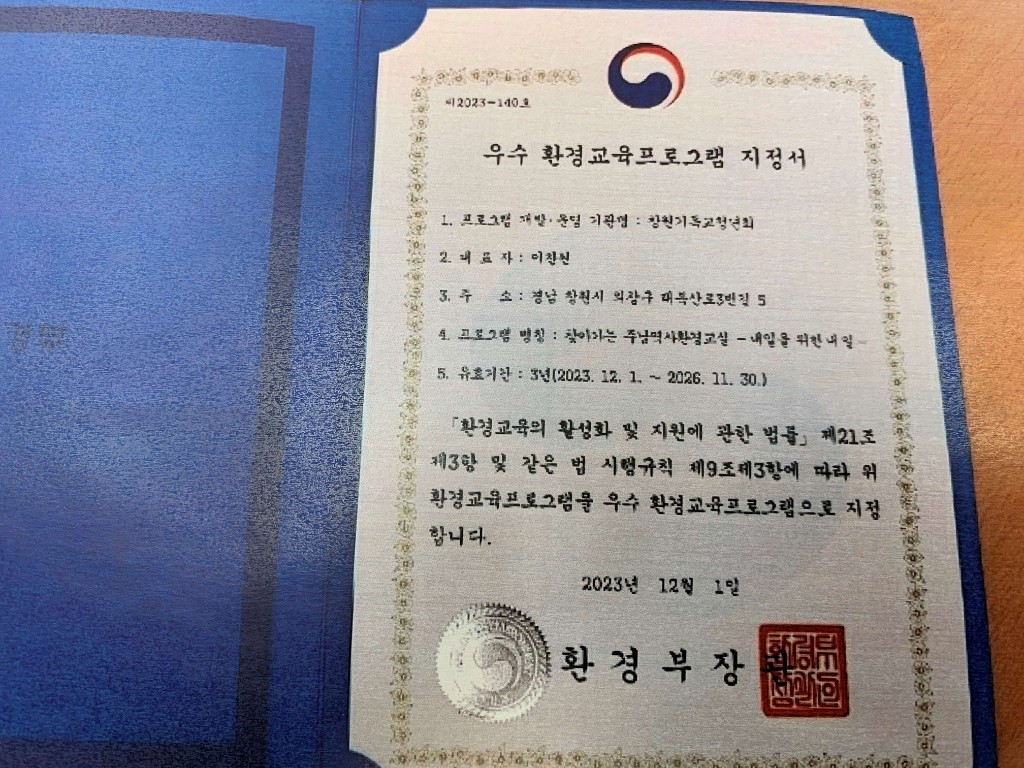 제2023-140호
우수 환경교육프로그램 지정서
1. 프로그램 개발·운영 기관명 : 창원기독교청년회
2. 대 표 자 :
3. 주 소 : 경남 창원시 의창구 태복산로3번길 5
4. 프로그램 명칭 : 찾아가는 주남역사환경교실 - 내일을 위한 내일 -
5. 유효기간 : 3년(2023. 12. 1. ~ 2026. 11. 30.)
「환경교육의 활성화 및 지원에 관한 법률」 제21조
제3항 및 같은 법 시행규칙 제9조제3항에 따라 위
환경교육프로그램을 우수 환경교육프로그램으로 지정
합니다.
2023년 12월 1일
환 경 부 장 관